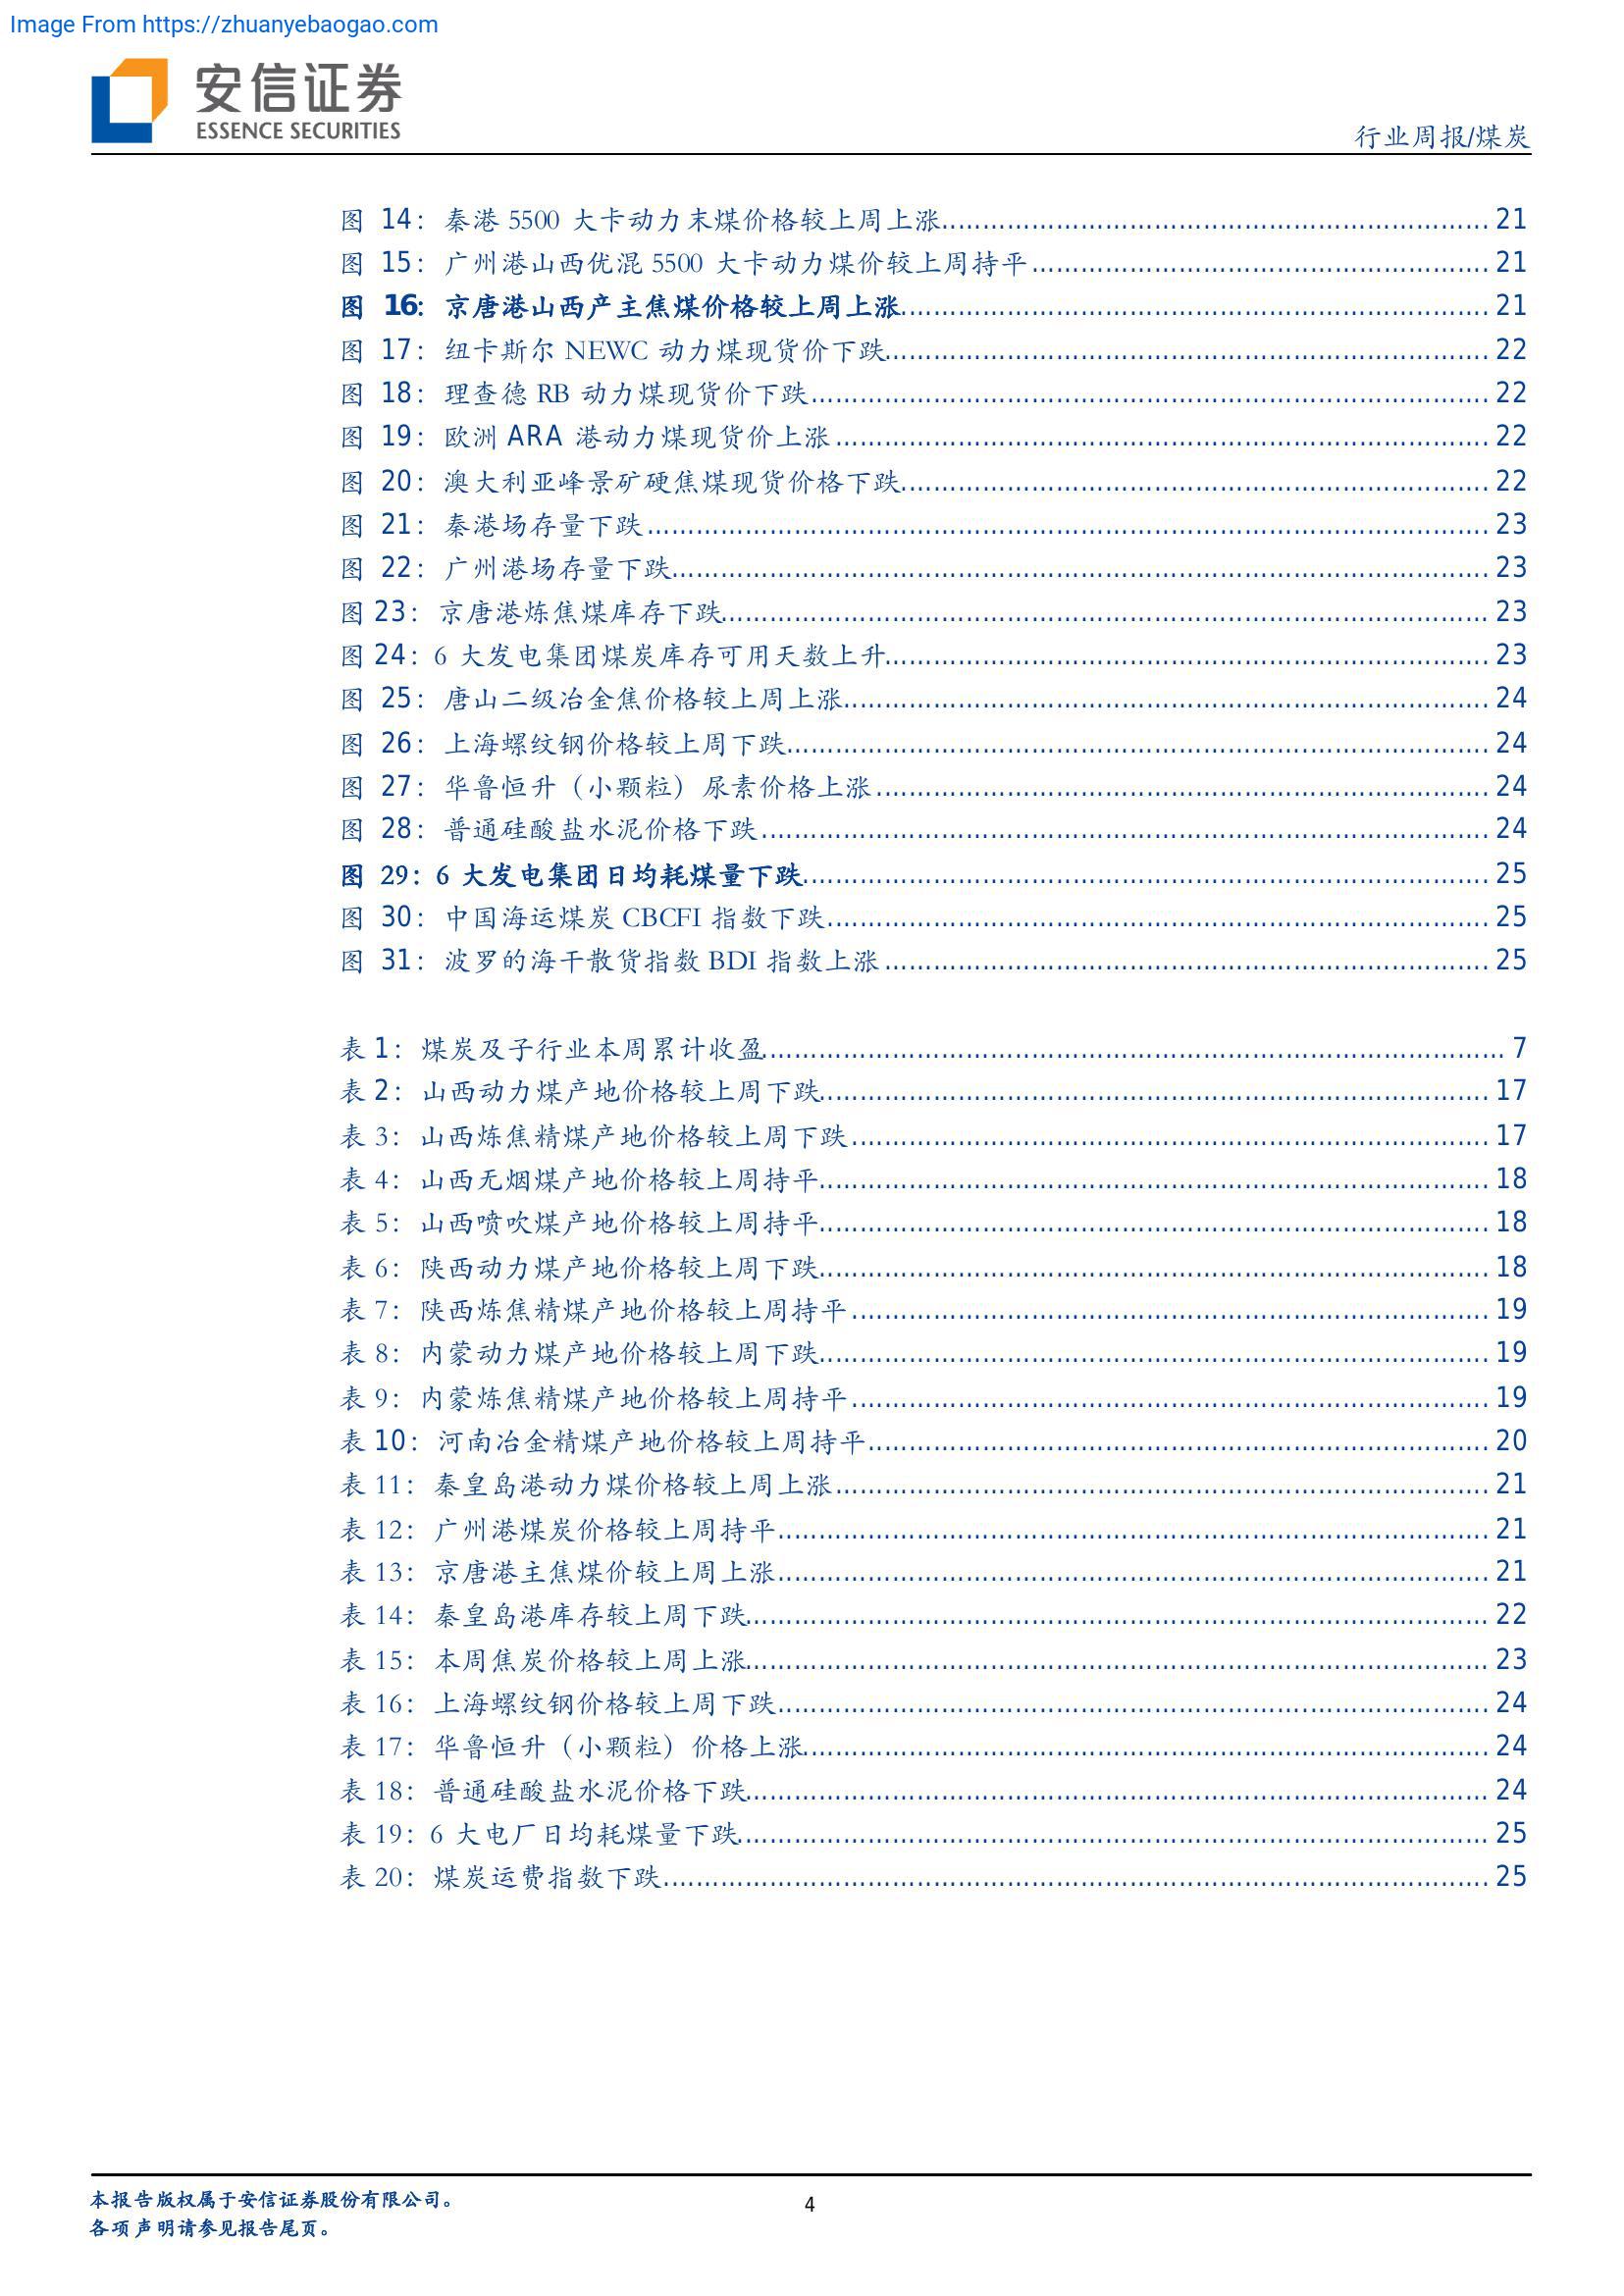 Image From https://zhuanyebaogao.com
安信证券
ESSENCE SECURITIES
行业周报/煤炭
图 14：秦港 5500 大卡动力末煤价格较上周上涨 21
图 15：广州港山西优混 5500 大卡动力煤价较上周持平 21
图 16：京唐港山西产主焦煤价格较上周上涨 21
图 17：纽卡斯尔 NEWC 动力煤现货价下跌 22
图 18：理查德 RB 动力煤现货价下跌 22
图 19：欧洲 ARA 港动力煤现货价上涨 22
图 20：澳大利亚峰景矿硬焦煤现货价格下跌 22
图 21：秦港场存量下跌 23
图 22：广州港场存量下跌 23
图 23：京唐港炼焦煤库存下跌 23
图 24：6 大发电集团煤炭库存可用天数上升 23
图 25：唐山二级冶金焦价格较上周上涨 24
图 26：上海螺纹钢价格较上周下跌 24
图 27：华鲁恒升（小颗粒）尿素价格上涨 24
图 28：普通硅酸盐水泥价格下跌 24
图 29：6 大发电集团日均耗煤量下跌 25
图 30：中国海运煤炭 CBCFI 指数下跌 25
图 31：波罗的海干散货指数 BDI 指数上涨 25
表 1：煤炭及子行业本周累计收盈 7
表 2：山西动力煤产地价格较上周下跌 17
表 3：山西炼焦精煤产地价格较上周下跌 17
表 4：山西无烟煤产地价格较上周持平 18
表 5：山西喷吹煤产地价格较上周持平 18
表 6：陕西动力煤产地价格较上周下跌 18
表 7：陕西炼焦精煤产地价格较上周持平 19
表 8：内蒙动力煤产地价格较上周下跌 19
表 9：内蒙炼焦精煤产地价格较上周持平 19
表 10：河南冶金精煤产地价格较上周持平 20
表 11：秦皇岛港动力煤价格较上周上涨 21
表 12：广州港煤炭价格较上周持平 21
表 13：京唐港主焦煤价较上周上涨 21
表 14：秦皇岛港库存较上周下跌 22
表 15：本周焦炭价格较上周上涨 23
表 16：上海螺纹钢价格较上周下跌 24
表 17：华鲁恒升（小颗粒）价格上涨 24
表 18：普通硅酸盐水泥价格下跌 24
表 19：6 大电厂日均耗煤量下跌 25
表 20：煤炭运费指数下跌 25
本报告版权属于安信证券股份有限公司。
4
各项声明请参见报告尾页。